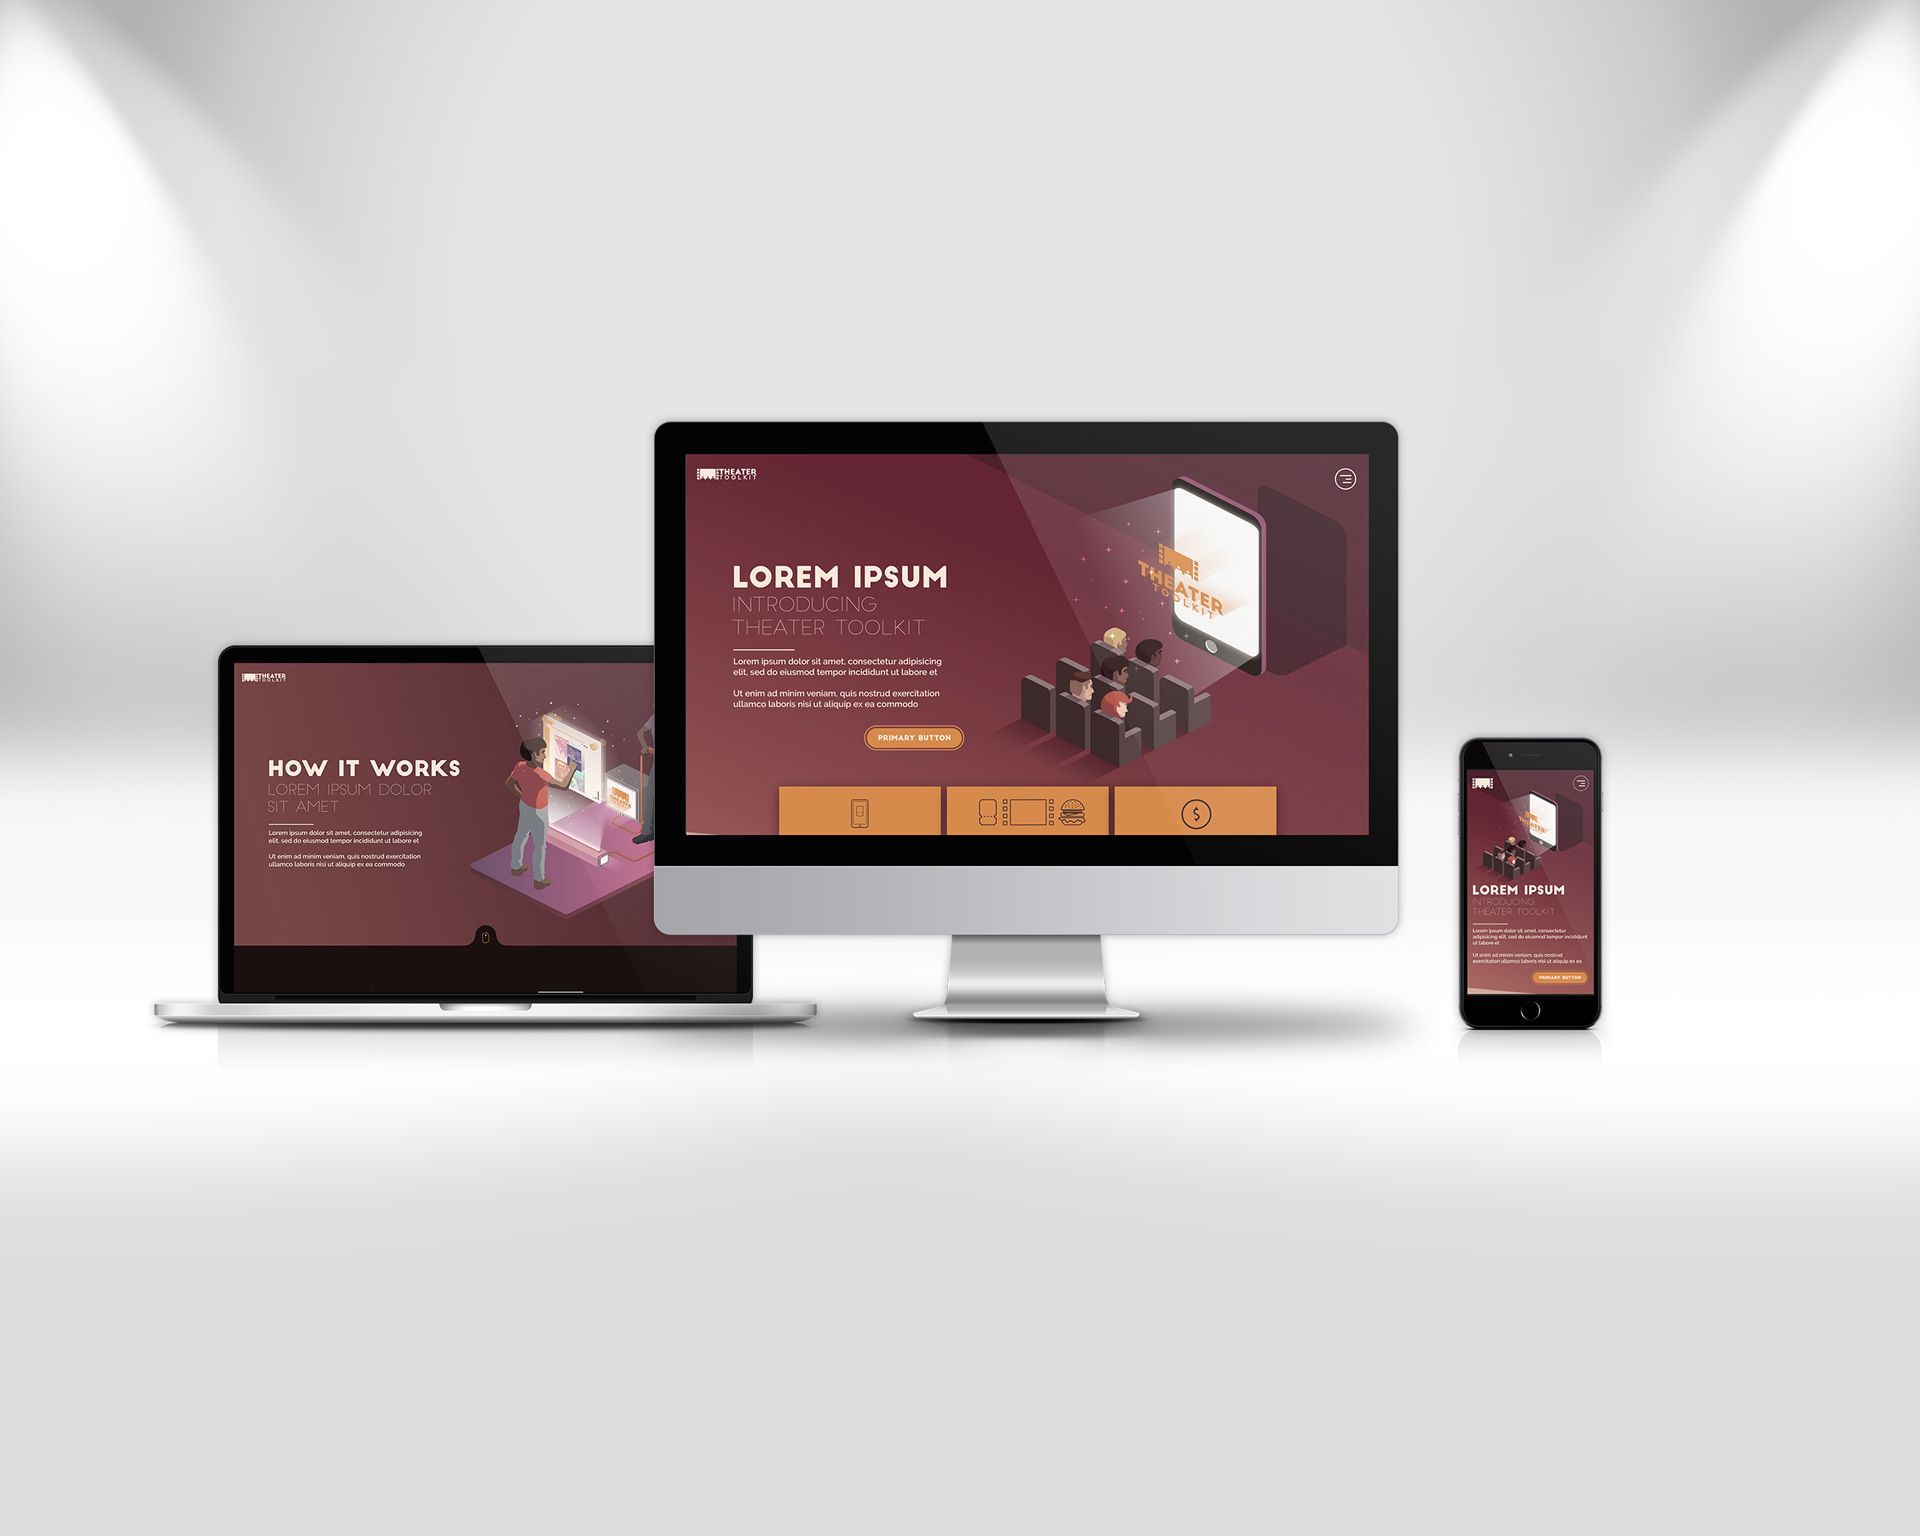 THEATER
TOOLKIT
HOW IT WORKS
LOREM IPSUM DOLOR
SIT AMET
Lorem ipsum dolor sit amet, consectetur adipisicing
elit, sed do eiusmod tempor incididunt ut labore et
Ut enim ad minim veniam, quis nostrud exercitation
ullamco laboris nisi ut aliquip ex ea commodo
THEATER
THEATER
TOOLKIT
LOREM IPSUM
INTRODUCING
THEATER TOOLKIT
Lorem ipsum dolor sit amet, consectetur adipisicing
elit, sed do eiusmod tempor incididunt ut labore et
Ut enim ad minim veniam, quis nostrud exercitation
ullamco laboris nisi ut aliquip ex ea commodo
PRIMARY BUTTON
THEATER
TOOLKIT
$
THEATER
LOREM IPSUM
INTRODUCING
THEATER TOOLKIT
Lorem ipsum dolor sit amet, consectetur
adipisicing elit, sed do eiusmod tempor incididunt
ut labore et
Ut enim ad minim veniam, quis nostrud
exercitation ullamco laboris nisi ut aliquip ex ea
PRIMARY BUTTON